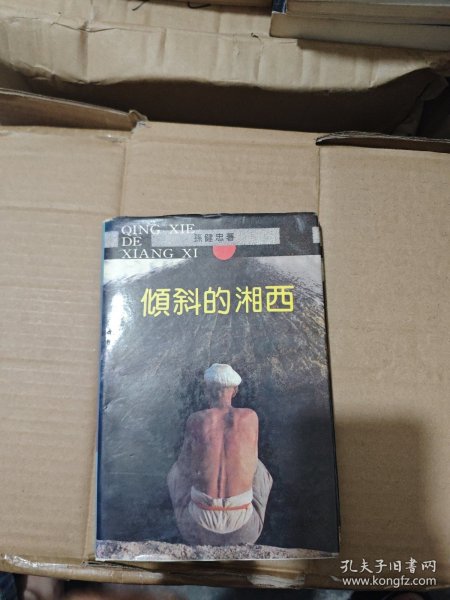 QING XIE
DE
XIANG XI
孫健忠著
傾斜的湘西
孔夫子旧书网
www.kongfz.com